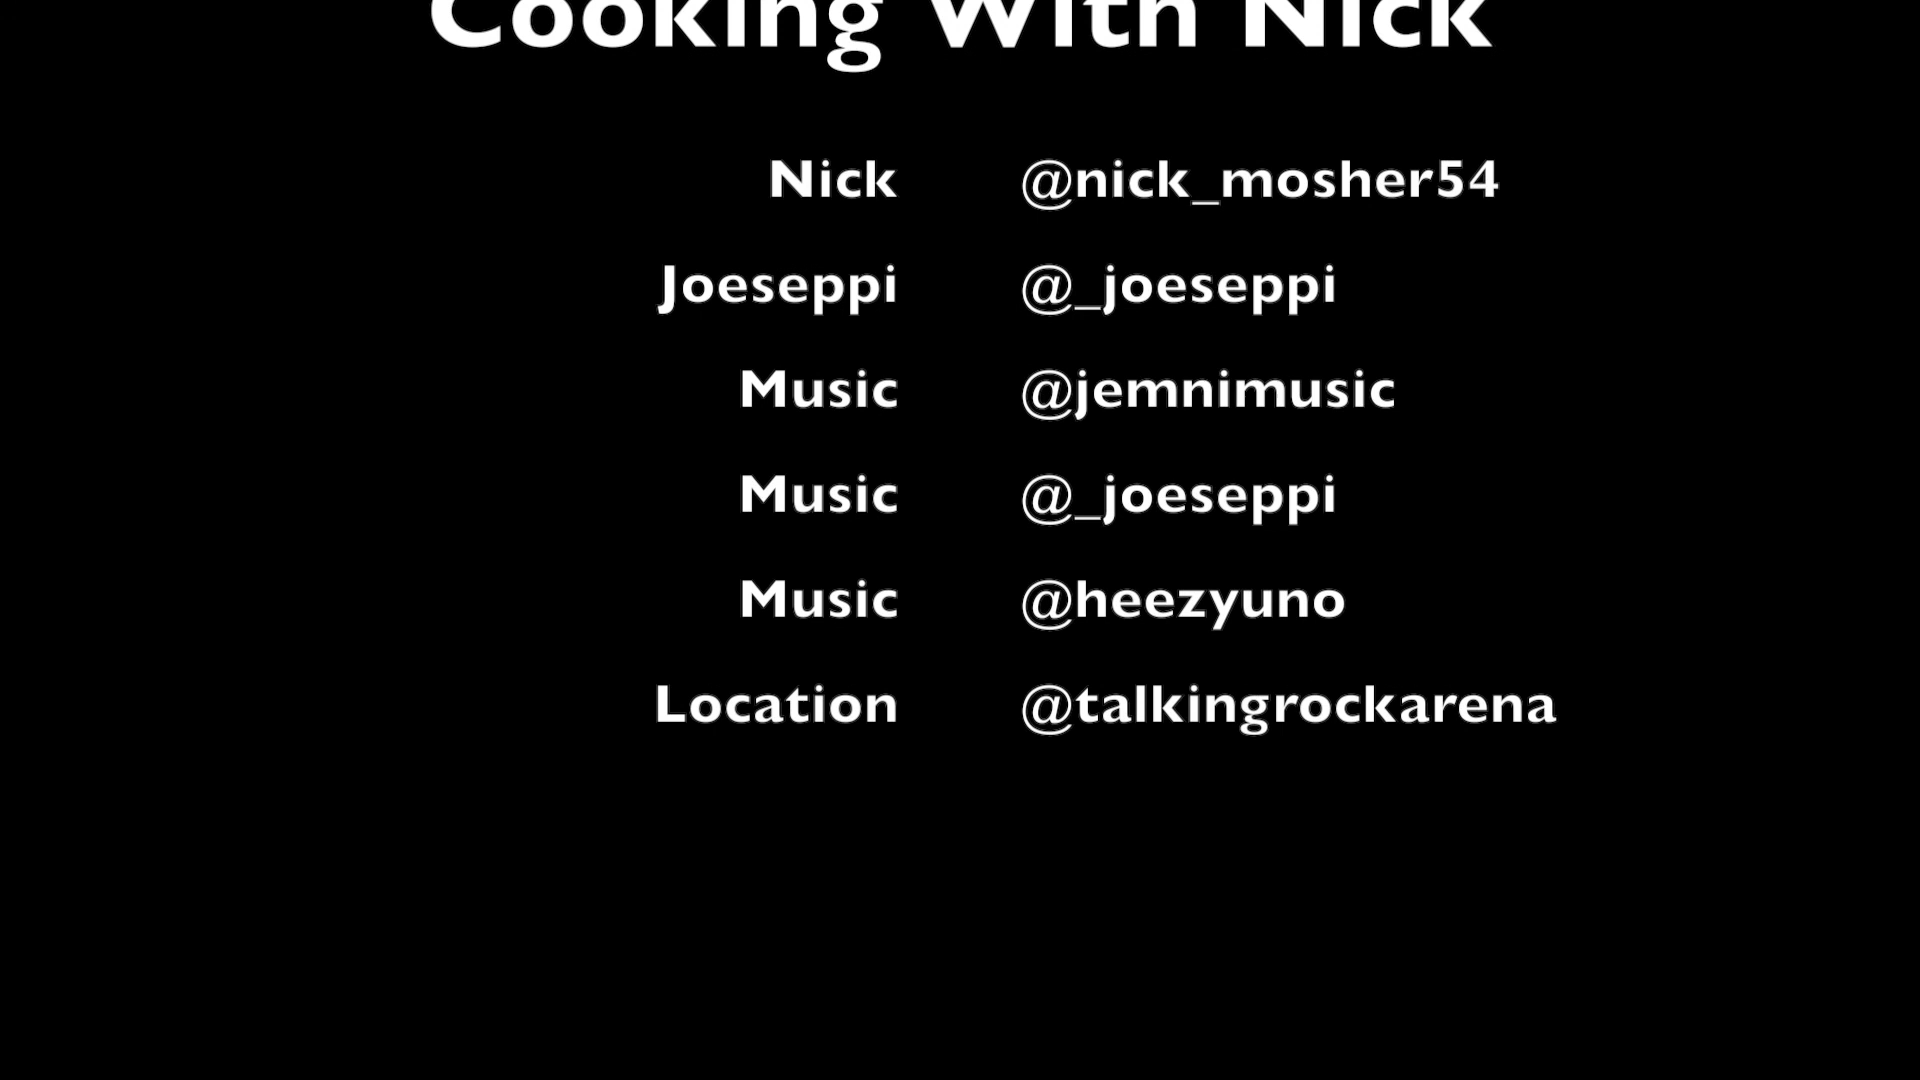 Cooking With Nick
Nick @nick_mosher54
Joeseppi @_joeseppi
Music @jemnimusic
Music @_joeseppi
Music @heezyuno
Location @talkingrockarena